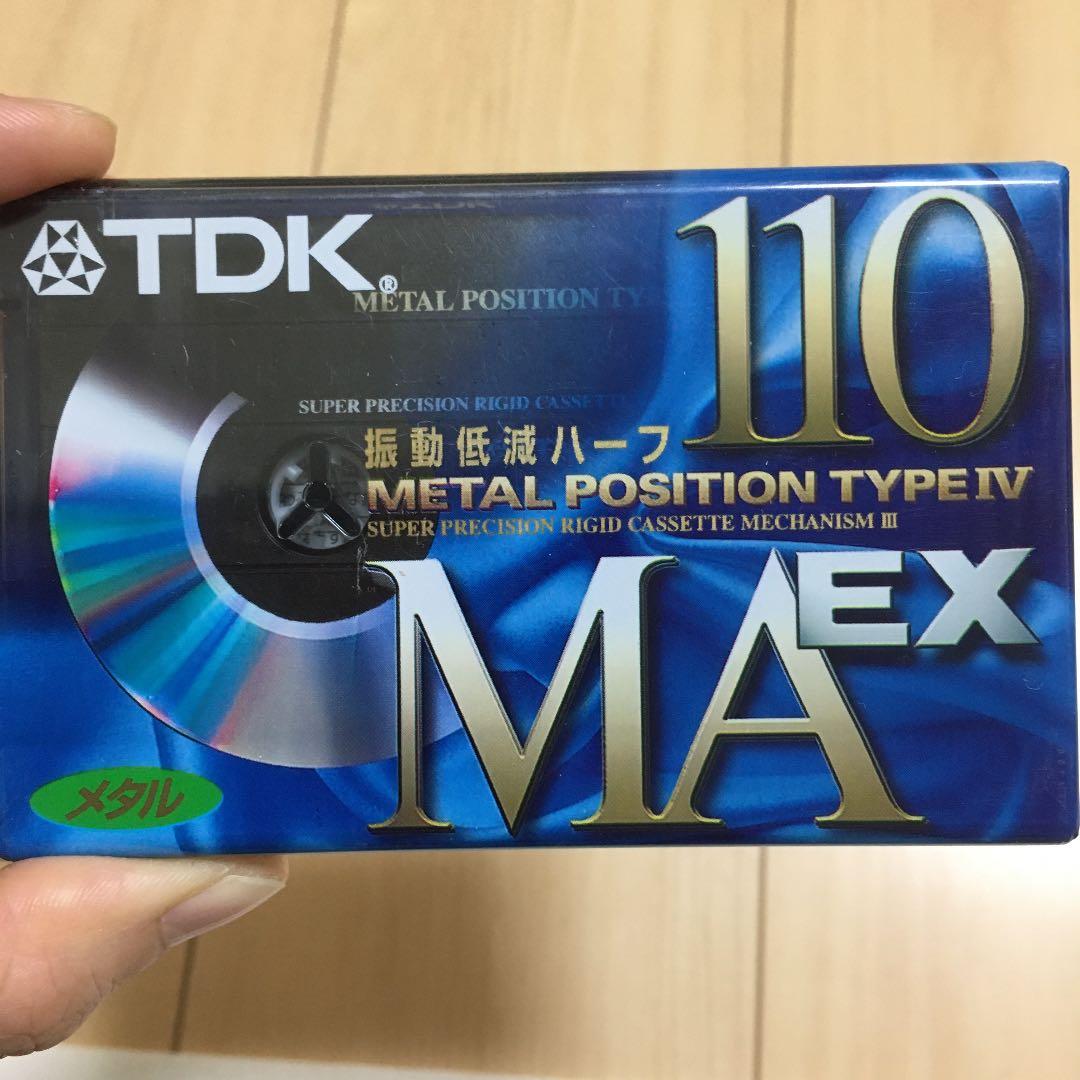 TDK®
110
METAL POSITION TY
SUPER PRECISION RIGID CASSETTE
振動低減ハーフ
METAL POSITION TYPE IV
SUPER PRECISION RIGID CASSETTE MECHANISM III
MA EX
メタル